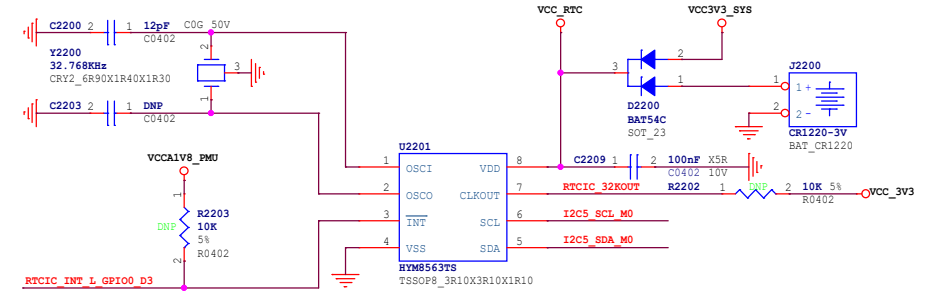 VCC_RTC
VCC3V3_SYS
C2200 2 1 12pF C0G_50V
C0402
Y2200
32.768KHz
CRY2_6R90X1R40X1R30
2
3
1
C2203 2 1 DNP
C0402
3
2
1
D2200
BAT54C
SOT_23
J2200
1 +
2 -
1
2
CR1220-3V
BAT_CR1220
VCCA1V8_PMU
1
DNP
R2203
10K
5%
R0402
2
RTCIC_INT_L_GPIO0_D3
U2201
1 OSCI
2 OSCO
3 INT
4 VSS
VDD 8
CLKOUT 7
SCL 6
SDA 5
HYM8563TS
TSSOP8_3R10X3R10X1R10
C2209 1 2 100nF X5R
C0402 10V
RTCIC_32KOUT R2202 1 DNP 2 10K 5%
R0402
VCC_3V3
I2C5_SCL_M0
I2C5_SDA_M0